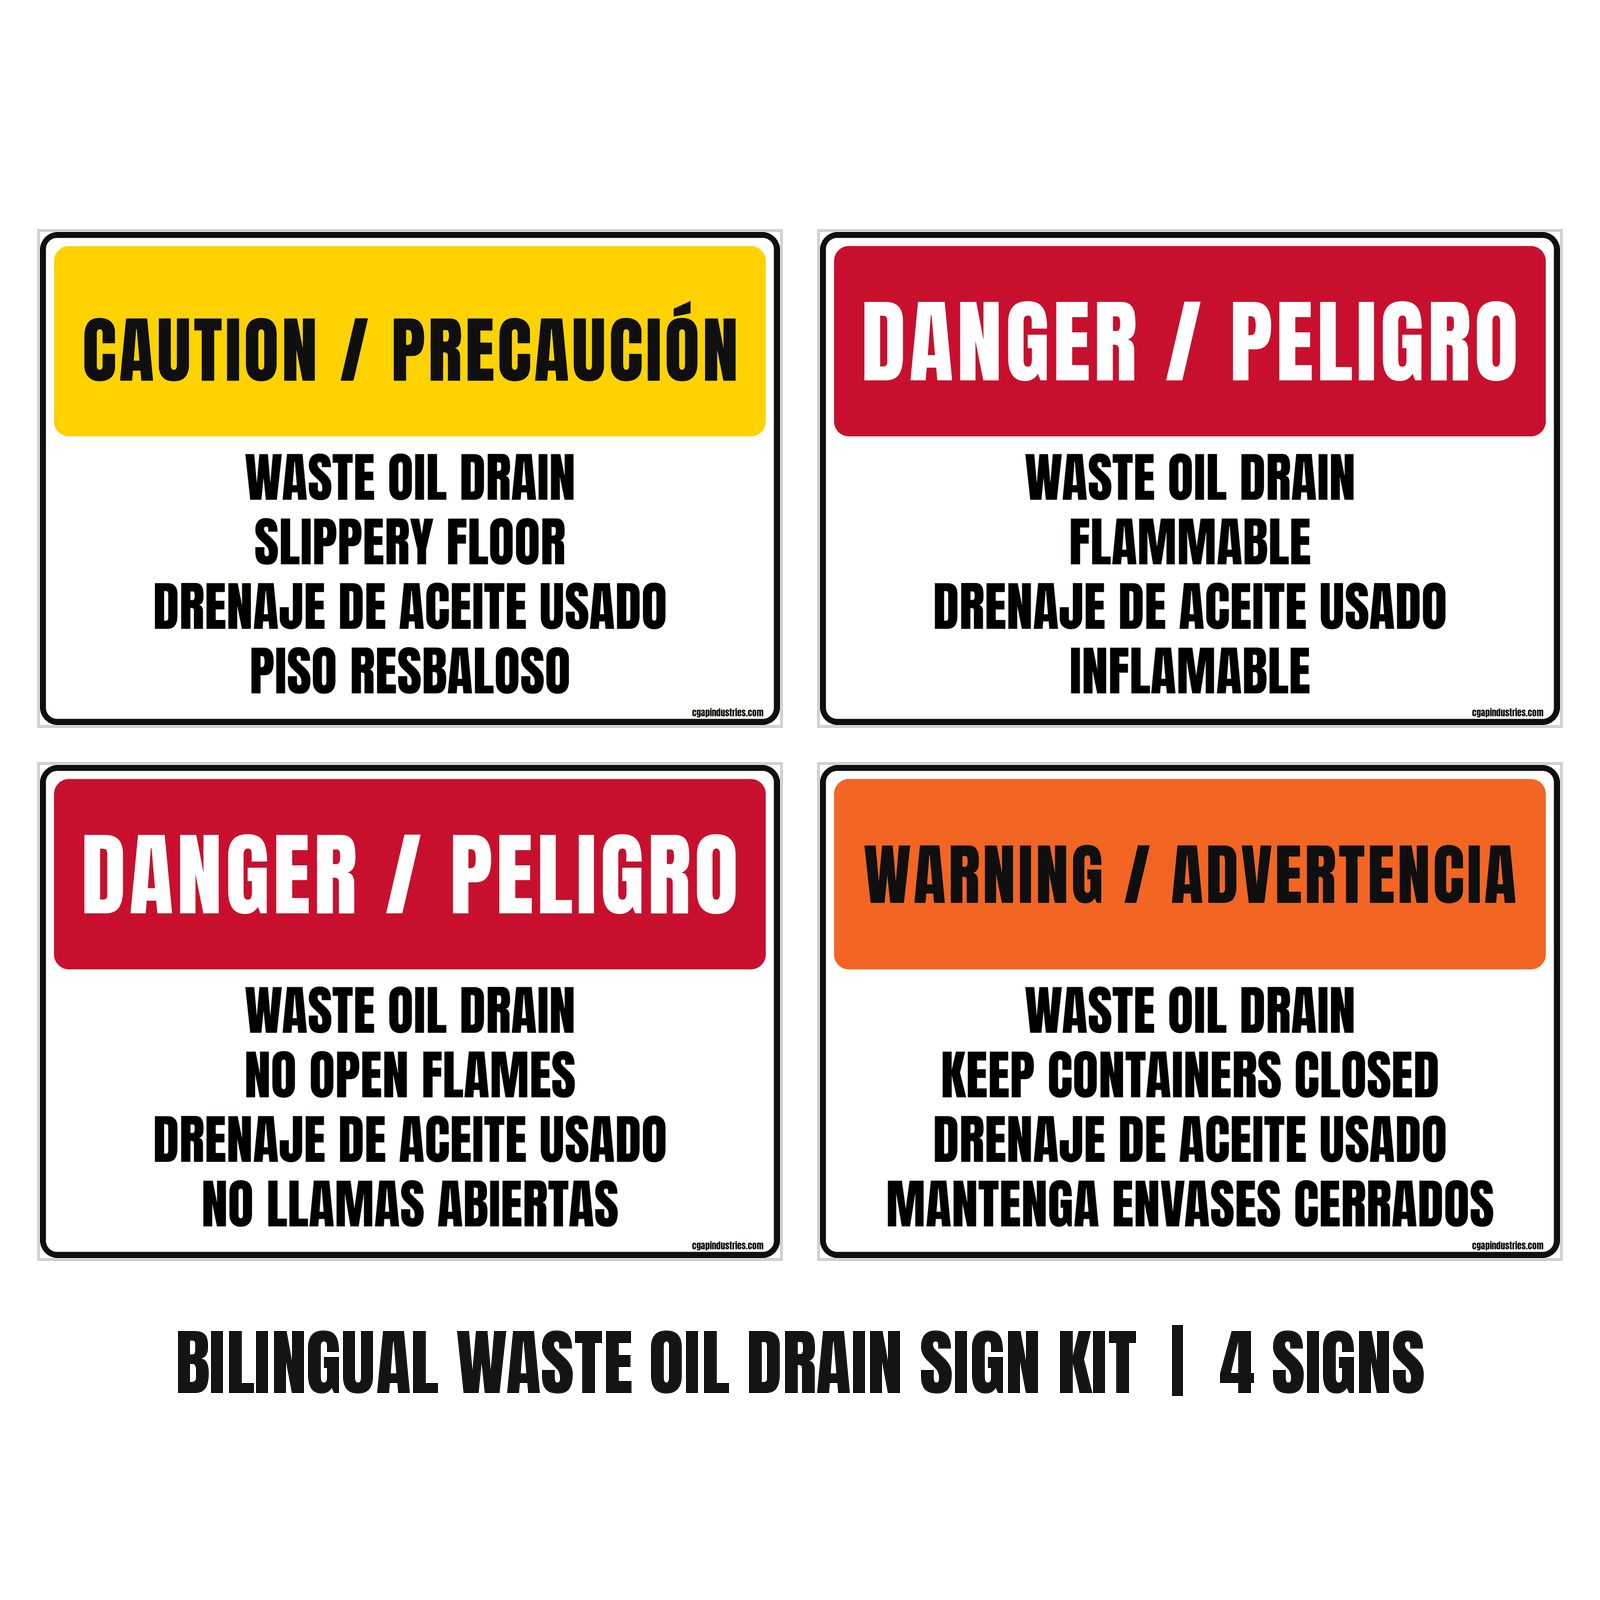 CAUTION / PRECAUCIÓN
WASTE OIL DRAIN
SLIPPERY FLOOR
DRENAJE DE ACEITE USADO
PISO RESBALOSO
cgapindustries.com
DANGER / PELIGRO
WASTE OIL DRAIN
FLAMMABLE
DRENAJE DE ACEITE USADO
INFLAMABLE
cgapindustries.com
DANGER / PELIGRO
WASTE OIL DRAIN
NO OPEN FLAMES
DRENAJE DE ACEITE USADO
NO LLAMAS ABIERTAS
cgapindustries.com
WARNING / ADVERTENCIA
WASTE OIL DRAIN
KEEP CONTAINERS CLOSED
DRENAJE DE ACEITE USADO
MANTENGA ENVASES CERRADOS
cgapindustries.com
BILINGUAL WASTE OIL DRAIN SIGN KIT | 4 SIGNS